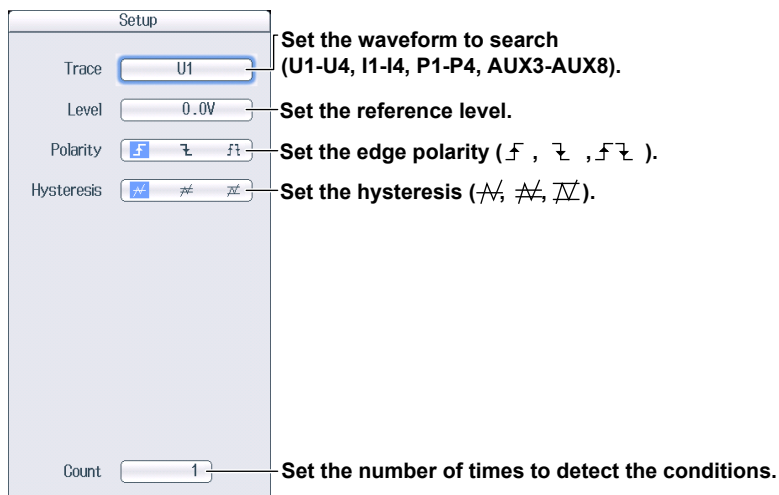 Setup
Set the waveform to search
Trace U1 (U1-U4, I1-I4, P1-P4, AUX3-AUX8).
Level 0.0V Set the reference level.
Polarity Set the edge polarity ( , , ).
Hysteresis Set the hysteresis ( , , ).
Count 1 Set the number of times to detect the conditions.